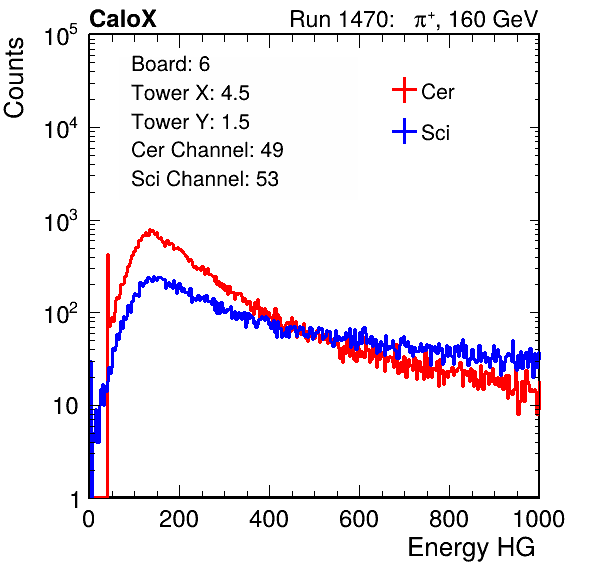 CaloX Run 1470: π⁺, 160 GeV
Counts
10⁵
10⁴
10³
10²
10
1
Board: 6
Tower X: 4.5
Tower Y: 1.5
Cer Channel: 49
Sci Channel: 53
Cer
Sci
0 200 400 600 800 1000
Energy HG